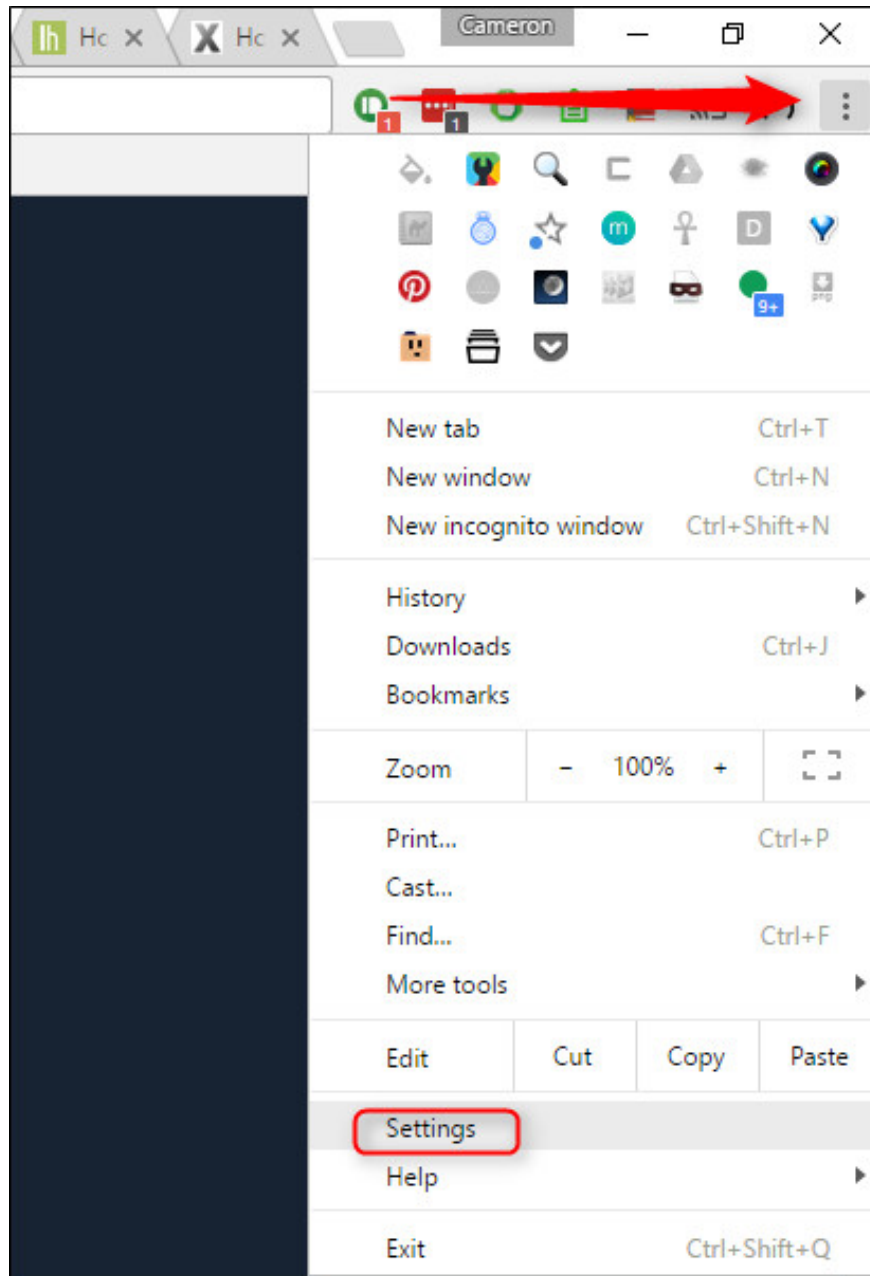 lh Hc X Hc
Cameron
1 1
m D
9+
png
New tab Ctrl+T
New window Ctrl+N
New incognito window Ctrl+Shift+N
History
Downloads Ctrl+J
Bookmarks
Zoom - 100% +
Print... Ctrl+P
Cast...
Find... Ctrl+F
More tools
Edit Cut Copy Paste
Settings
Help
Exit Ctrl+Shift+Q